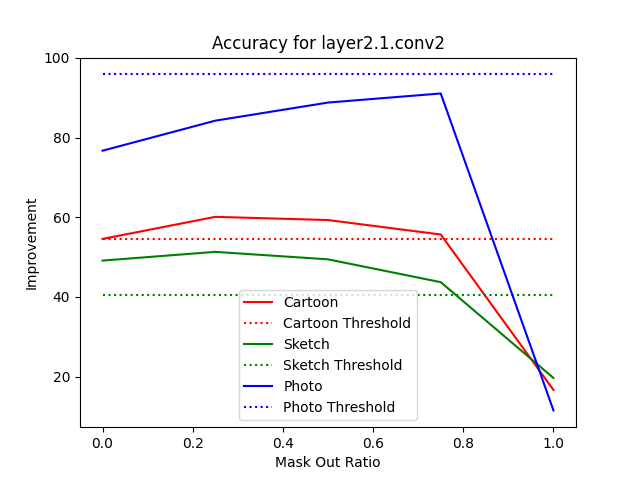 Accuracy for layer2.1.conv2
Improvement
100
80
60
40
20
Cartoon
Cartoon Threshold
Sketch
Sketch Threshold
Photo
Photo Threshold
0.0 0.2 0.4 0.6 0.8 1.0
Mask Out Ratio